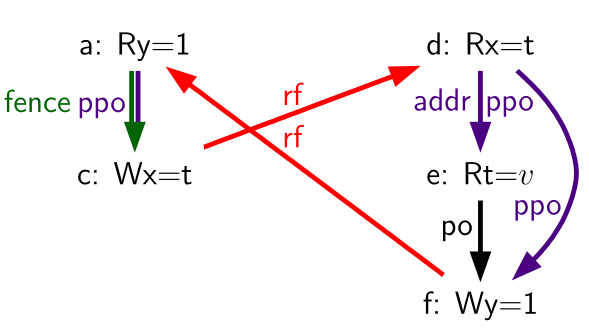 a: Ry=1
d: Rx=t
fence ppo
rf
addr ppo
rf
c: Wx=t
e: Rt=v
ppo
po
f: Wy=1